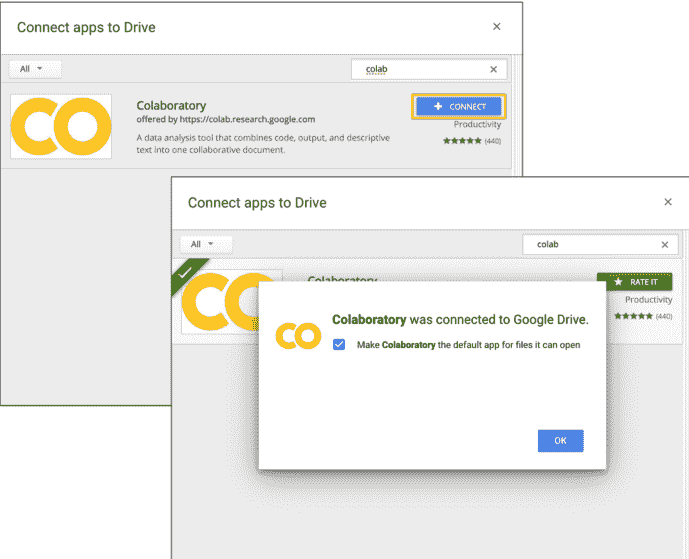 Connect apps to Drive
All
colab
Colaboratory
offered by https://colab.research.google.com
A data analysis tool that combines code, output, and descriptive
text into one collaborative document.
CONNECT
Productivity
(440)
Connect apps to Drive
All
colab
Colaboratory
RATE IT
Productivity
(440)
CO
Colaboratory was connected to Google Drive.
Make Colaboratory the default app for files it can open
OK